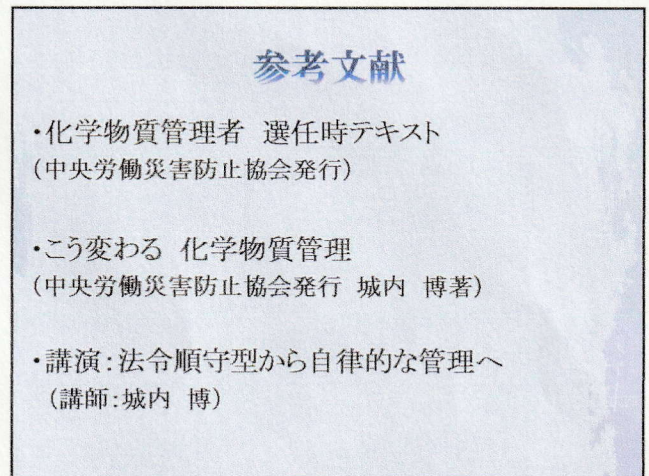 参考文献
・化学物質管理者 選任時テキスト
(中央労働災害防止協会発行)
・こう変わる 化学物質管理
(中央労働災害防止協会発行 城内 博著)
・講演:法令順守型から自律的な管理へ
(講師:城内 博)